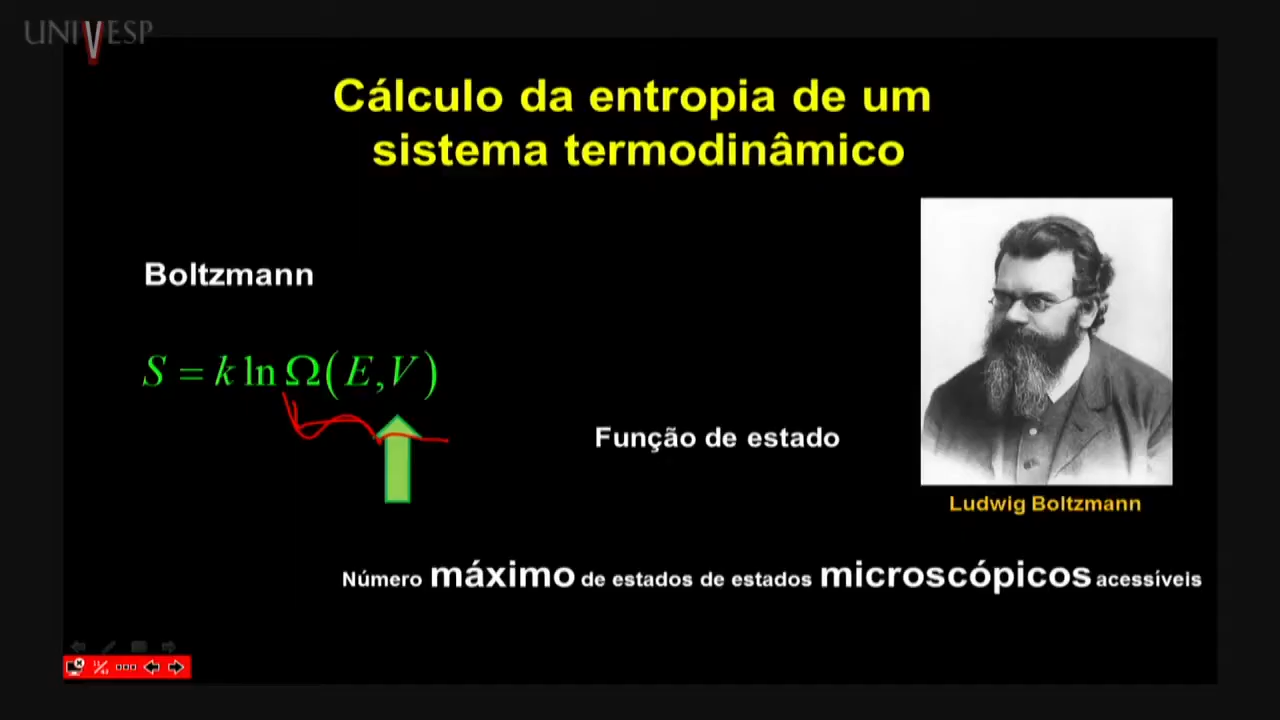 UNIVESP
Cálculo da entropia de um
sistema termodinâmico
Boltzmann
S = k ln Ω(E,V)
Função de estado
Ludwig Boltzmann
Número máximo de estados de estados microscópicos acessíveis